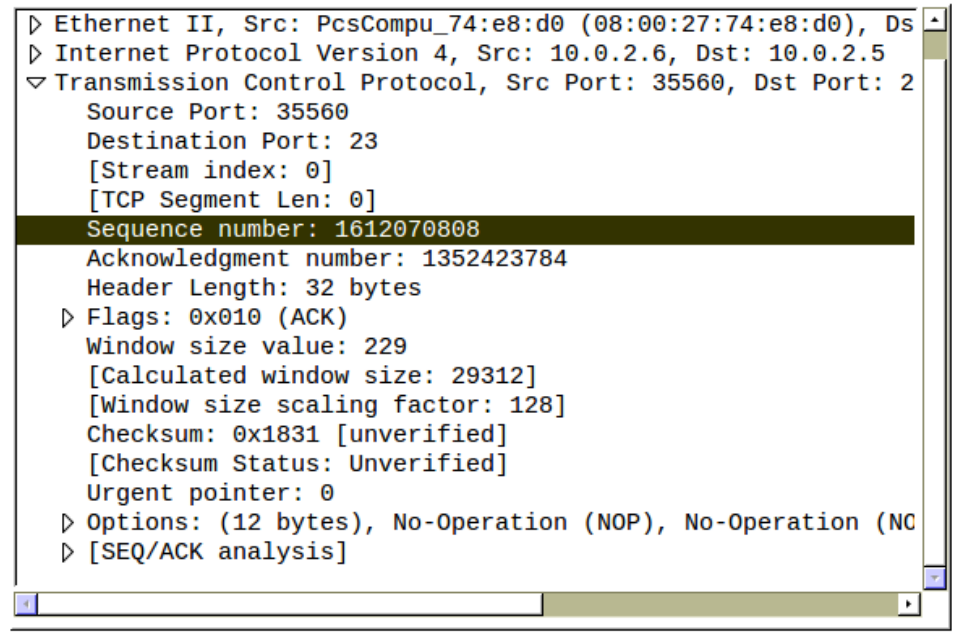 Ethernet II, Src: PcsCompu_74:e8:d0 (08:00:27:74:e8:d0), Ds
Internet Protocol Version 4, Src: 10.0.2.6, Dst: 10.0.2.5
Transmission Control Protocol, Src Port: 35560, Dst Port: 2
Source Port: 35560
Destination Port: 23
[Stream index: 0]
[TCP Segment Len: 0]
Sequence number: 1612070808
Acknowledgment number: 1352423784
Header Length: 32 bytes
Flags: 0x010 (ACK)
Window size value: 229
[Calculated window size: 29312]
[Window size scaling factor: 128]
Checksum: 0x1831 [unverified]
[Checksum Status: Unverified]
Urgent pointer: 0
Options: (12 bytes), No-Operation (NOP), No-Operation (NO
[SEQ/ACK analysis]